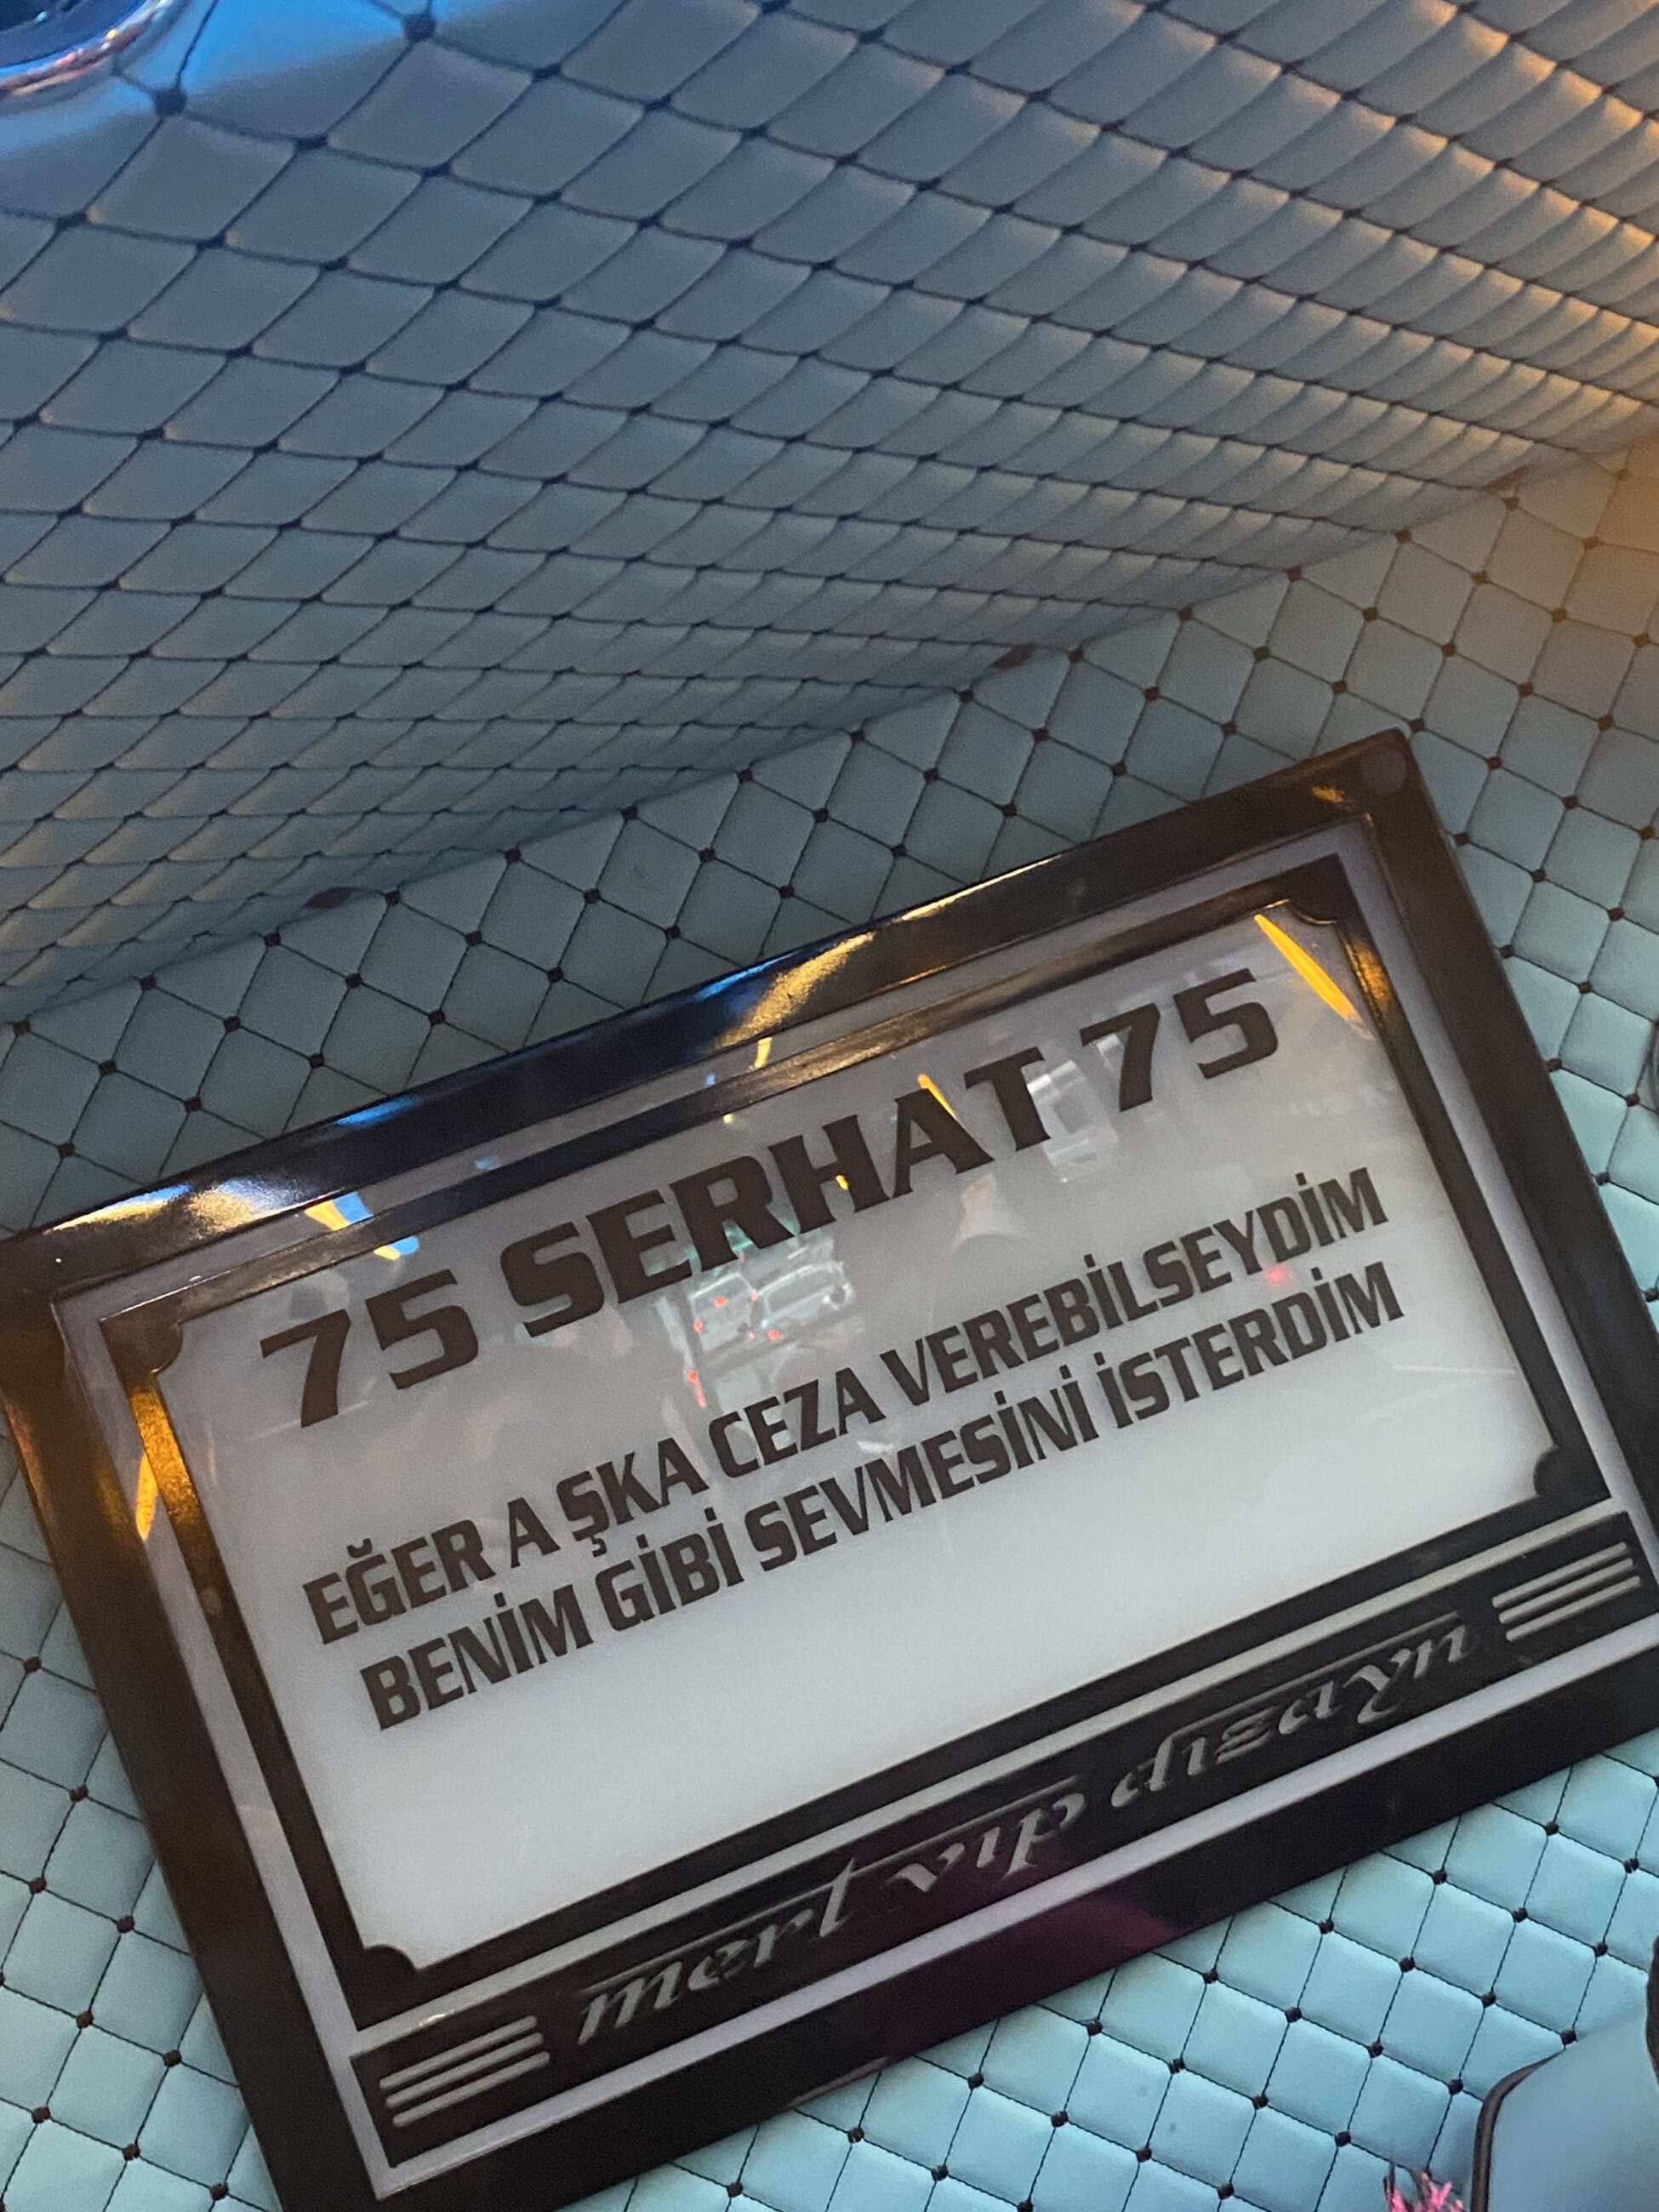 75 SERHAT 75
EĞER A ŞKA CEZA VEREBİLSEYDİM
BENİM GİBİ SEVMESİNİ İSTERDİM
mert vip dizayn